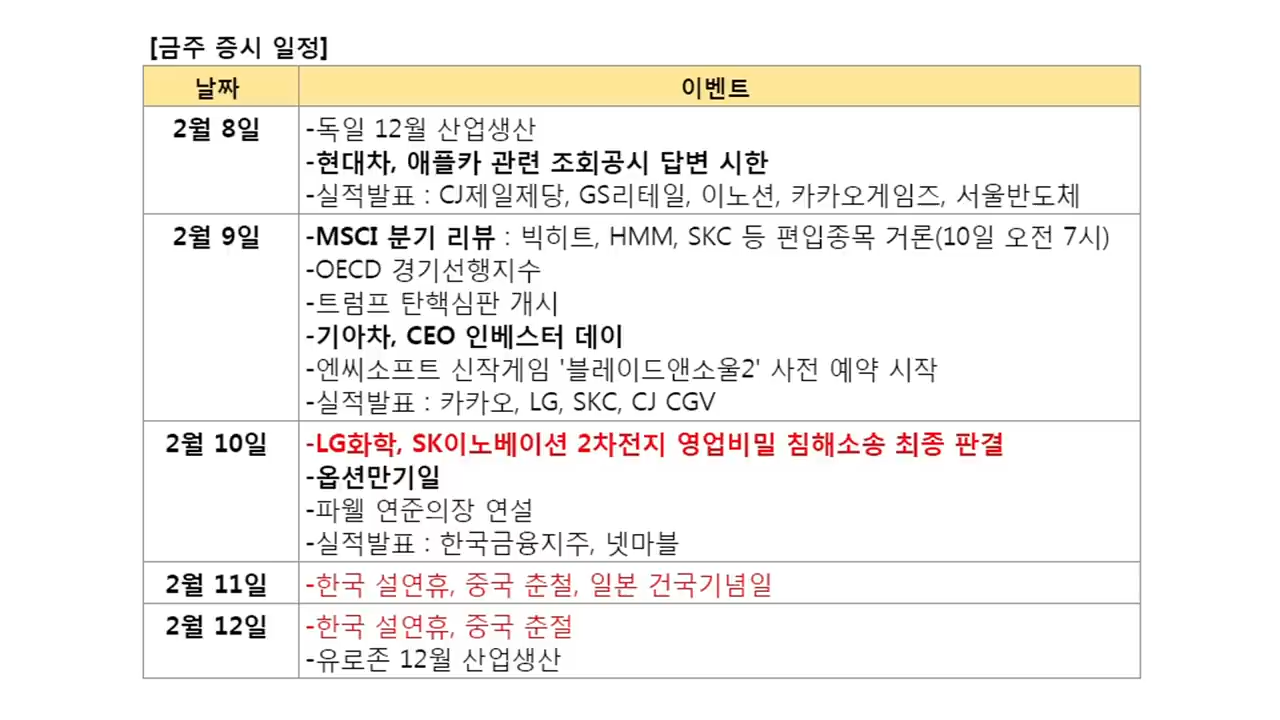 [금주 증시 일정]
날짜 이벤트
2월 8일 -독일 12월 산업생산
-현대차, 애플카 관련 조회공시 답변 시한
-실적발표 : CJ제일제당, GS리테일, 이노션, 카카오게임즈, 서울반도체
2월 9일 -MSCI 분기 리뷰 : 빅히트, HMM, SKC 등 편입종목 거론(10일 오전 7시)
-OECD 경기선행지수
-트럼프 탄핵심판 개시
-기아차, CEO 인베스터 데이
-엔씨소프트 신작게임 '블레이드앤소울2' 사전 예약 시작
-실적발표 : 카카오, LG, SKC, CJ CGV
2월 10일 -LG화학, SK이노베이션 2차전지 영업비밀 침해소송 최종 판결
-옵션만기일
-파웰 연준의장 연설
-실적발표 : 한국금융지주, 넷마블
2월 11일 -한국 설연휴, 중국 춘철, 일본 건국기념일
2월 12일 -한국 설연휴, 중국 춘절
-유로존 12월 산업생산